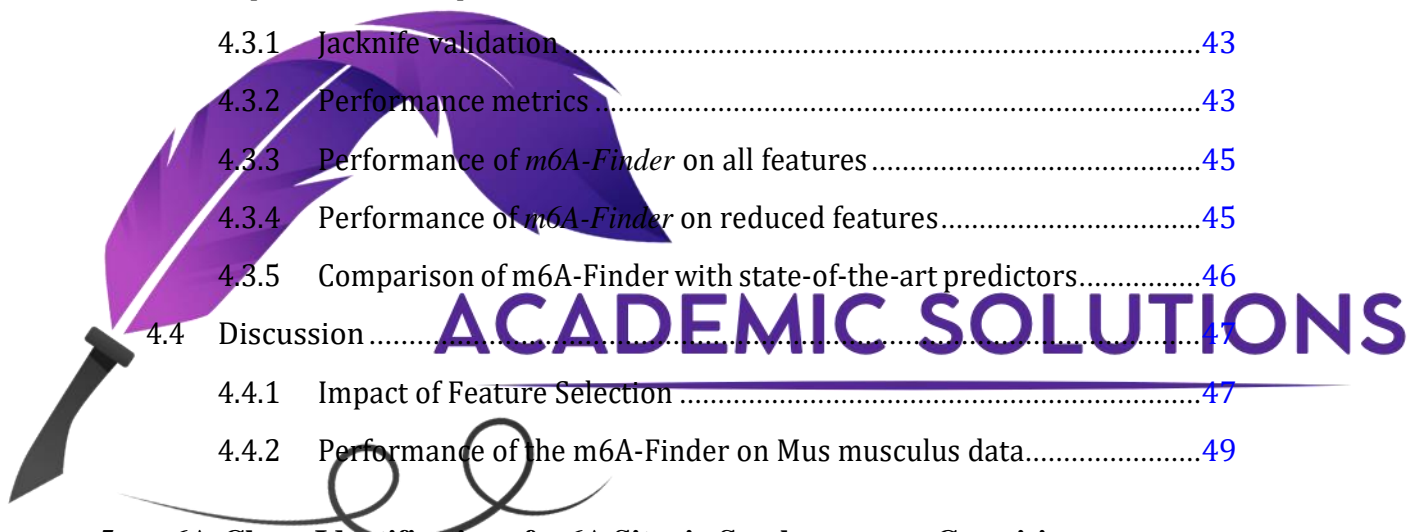 4.3.1 Jacknife validation 43
4.3.2 Performance metrics 43
4.3.3 Performance of m6A-Finder on all features 45
4.3.4 Performance of m6A-Finder on reduced features 45
4.3.5 Comparison of m6A-Finder with state-of-the-art predictors 46
ACADEMIC SOLUTIONS
4.4 Discussion 47
4.4.1 Impact of Feature Selection 47
4.4.2 Performance of the m6A-Finder on Mus musculus data 49